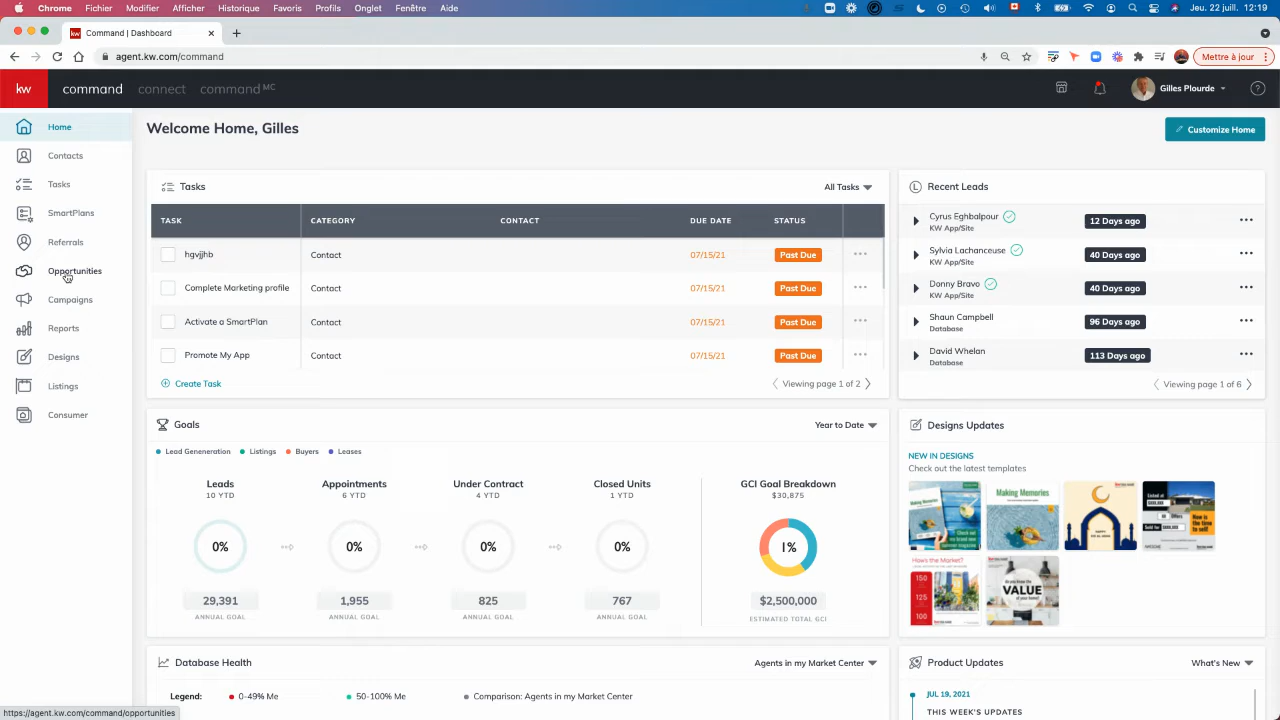 Chrome Fichier Modifier Afficher Historique Favoris Profils Onglet Fenêtre Aide
Jeu. 22 juil. à 12:19
kw Command | Dashboard
agent.kw.com/command
Mettre à jour
kw command connect command MC
Gilles Plourde
Home
Contacts
Tasks
SmartPlans
Referrals
Opportunities
Campaigns
Reports
Designs
Listings
Consumer
Welcome Home, Gilles
Customize Home
Tasks
All Tasks
TASK CATEGORY CONTACT DUE DATE STATUS
hgvjjhb Contact 07/15/21 Past Due
Complete Marketing profile Contact 07/15/21 Past Due
Activate a SmartPlan Contact 07/15/21 Past Due
Promote My App Contact 07/15/21 Past Due
Create Task
Viewing page 1 of 2
Recent Leads
Cyrus Eghbalpour
KW App/Site
12 Days ago
Sylvia Lachanceuse
KW App/Site
40 Days ago
Donny Bravo
KW App/Site
40 Days ago
Shaun Campbell
Database
96 Days ago
David Whelan
Database
113 Days ago
Viewing page 1 of 6
Goals
Year to Date
Lead Geneneration Listings Buyers Leases
Leads
10 YTD
0%
29,391
ANNUAL GOAL
Appointments
6 YTD
0%
1,955
ANNUAL GOAL
Under Contract
4 YTD
0%
825
ANNUAL GOAL
Closed Units
1 YTD
0%
767
ANNUAL GOAL
GCI Goal Breakdown
$30,875
1%
$2,500,000
ESTIMATED TOTAL GCI
Designs Updates
NEW IN DESIGNS
Check out the latest templates
Making Memories
Making Memories
How's the Market?
150
125
100
VALUE
Database Health
Agents in my Market Center
Legend: 0-49% Me 50-100% Me Comparison: Agents in my Market Center
Product Updates
What's New
JUL 19, 2021
THIS WEEK'S UPDATES
https://agent.kw.com/command/opportunities